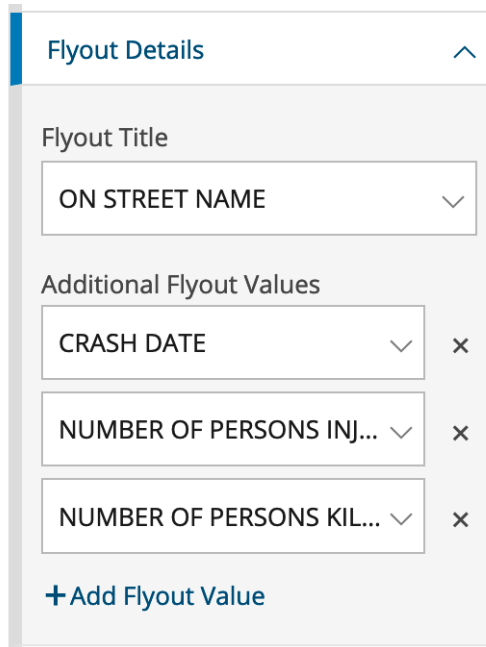 Flyout Details
Flyout Title
ON STREET NAME
Additional Flyout Values
CRASH DATE
NUMBER OF PERSONS INJ...
NUMBER OF PERSONS KIL...
+Add Flyout Value